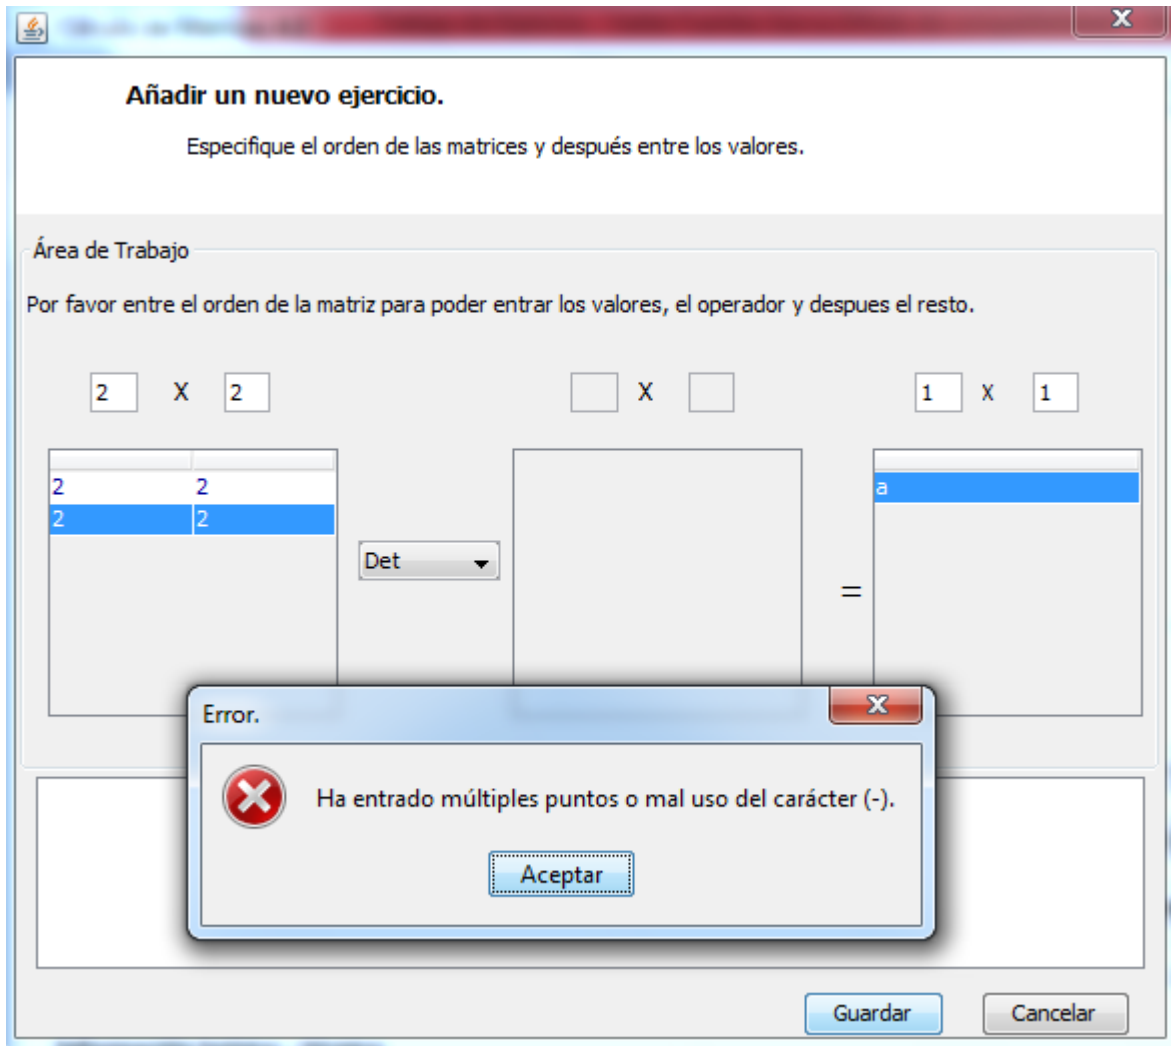 Añadir un nuevo ejercicio.
Especifique el orden de las matrices y después entre los valores.
Área de Trabajo
Por favor entre el orden de la matriz para poder entrar los valores, el operador y despues el resto.
2 X 2 X 1 X 1
2 2 a
2 2
Det
=
Error.
Ha entrado múltiples puntos o mal uso del carácter (-).
Aceptar
Guardar Cancelar